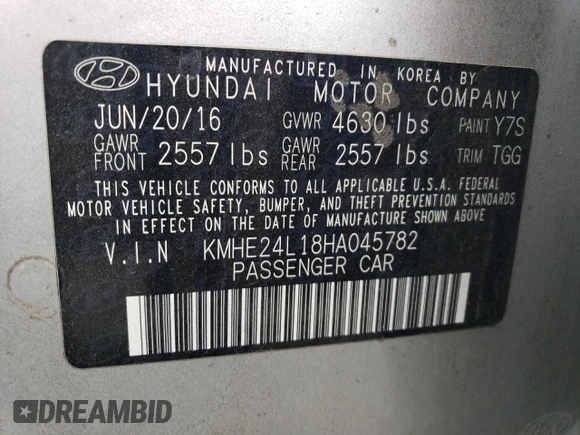 MANUFACTURED IN KOREA BY
HYUNDAI MOTOR COMPANY
JUN/20/16 GVWR 4630 lbs PAINT Y7S
GAWR FRONT 2557 lbs GAWR REAR 2557 lbs TRIM TGG
THIS VEHICLE CONFORMS TO ALL APPLICABLE U.S.A. FEDERAL
MOTOR VEHICLE SAFETY, BUMPER, AND THEFT PREVENTION STANDARDS
IN EFFECT ON THE DATE OF MANUFACTURE SHOWN ABOVE
V.I.N KMHE24L18HA045782
PASSENGER CAR
DREAMBID